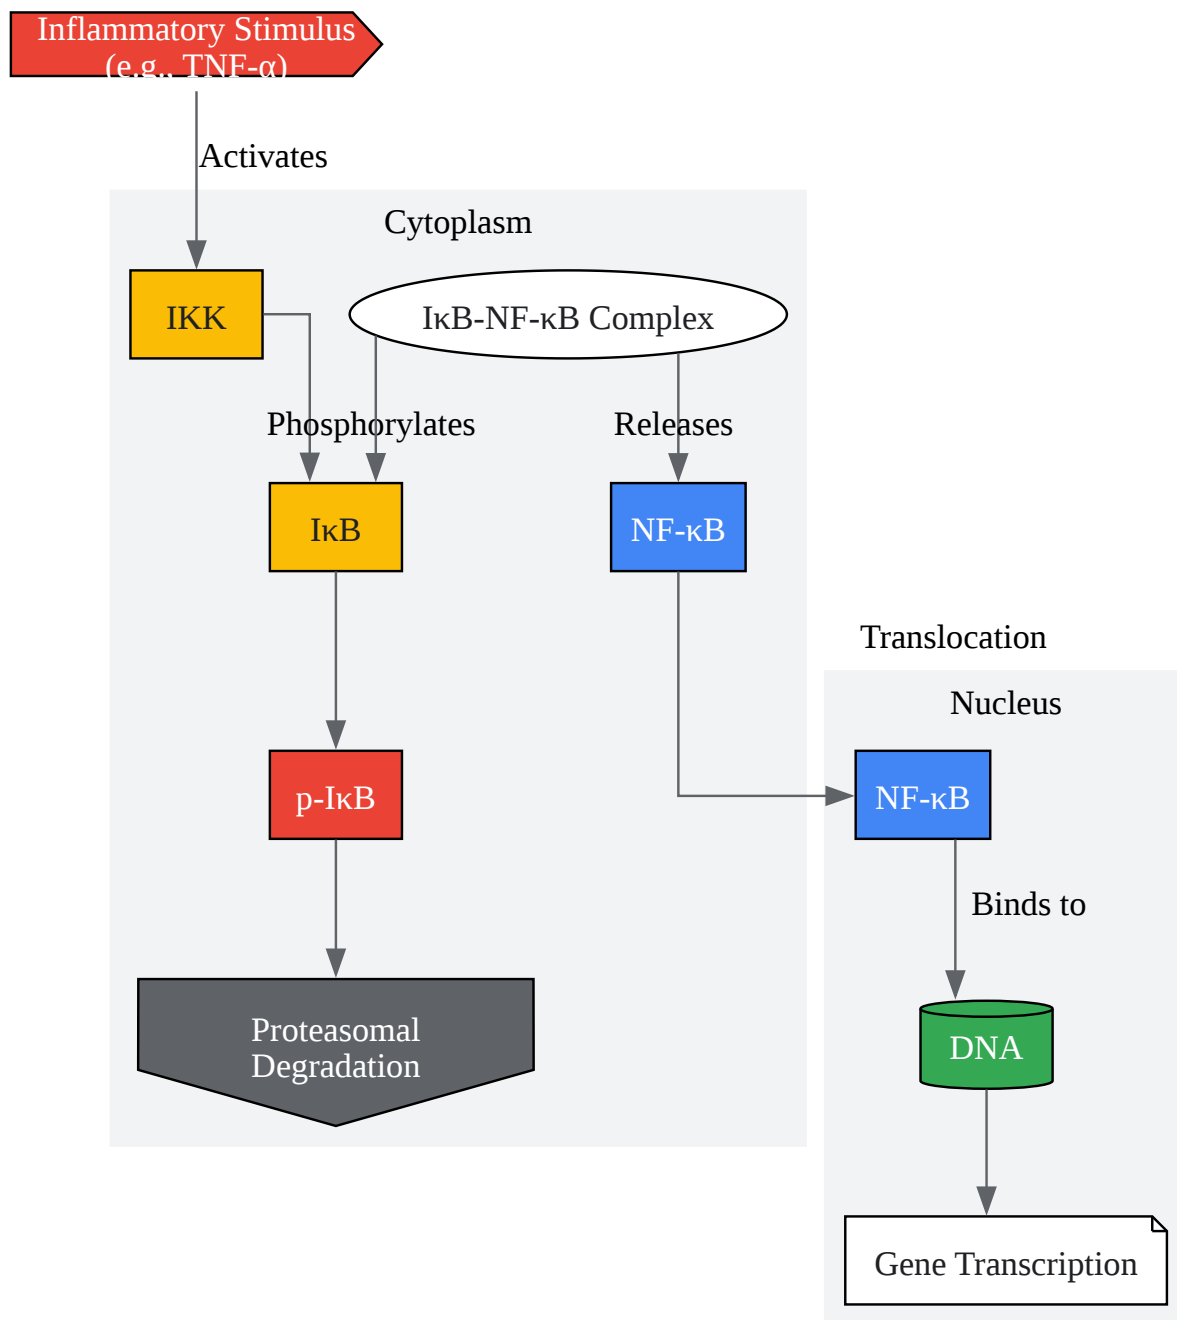 Inflammatory Stimulus
(e.g., TNF-α)
Activates
Cytoplasm
IKK
IκB-NF-κB Complex
Phosphorylates
Releases
IκB
NF-κB
Translocation
Nucleus
p-IκB
NF-κB
Binds to
Proteasomal
Degradation
DNA
Gene Transcription